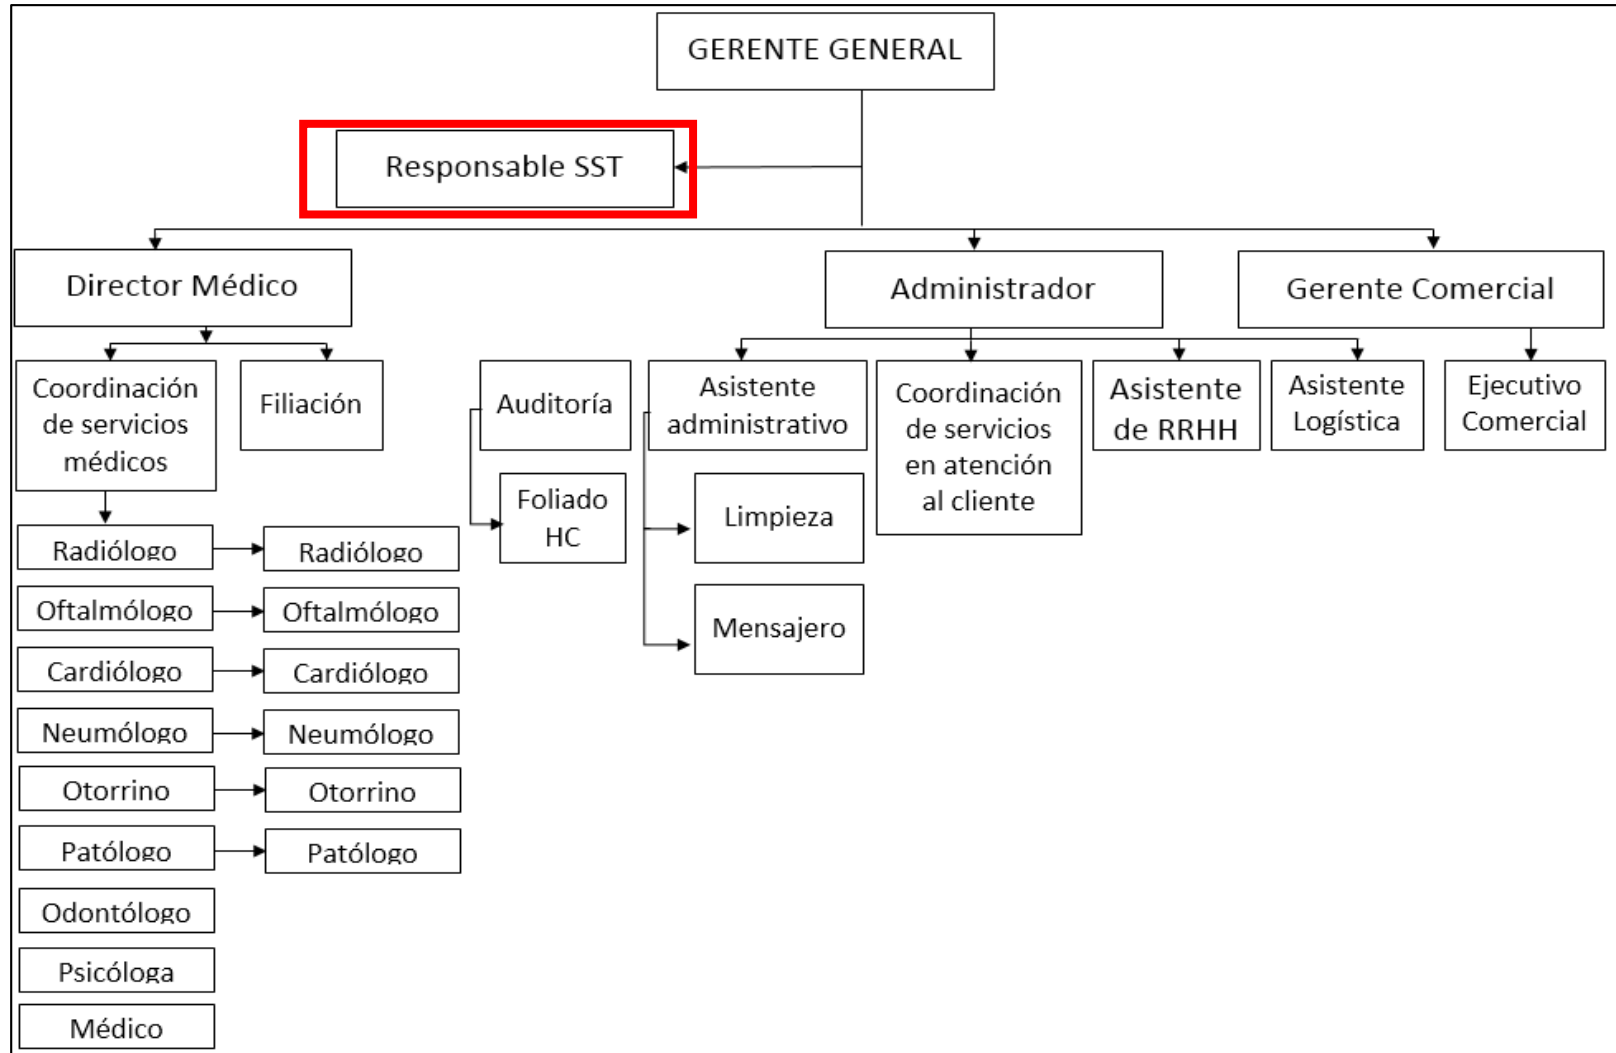 GERENTE GENERAL
Responsable SST
Director Médico
Administrador
Gerente Comercial
Coordinación
de servicios
médicos
Filiación
Auditoría
Asistente
administrativo
Coordinación
de servicios
en atención
al cliente
Asistente
de RRHH
Asistente
Logística
Ejecutivo
Comercial
Foliado
HC
Limpieza
Mensajero
Radiólogo
Radiólogo
Oftalmólogo
Oftalmólogo
Cardiólogo
Cardiólogo
Neumólogo
Neumólogo
Otorrino
Otorrino
Patólogo
Patólogo
Odontólogo
Psicóloga
Médico